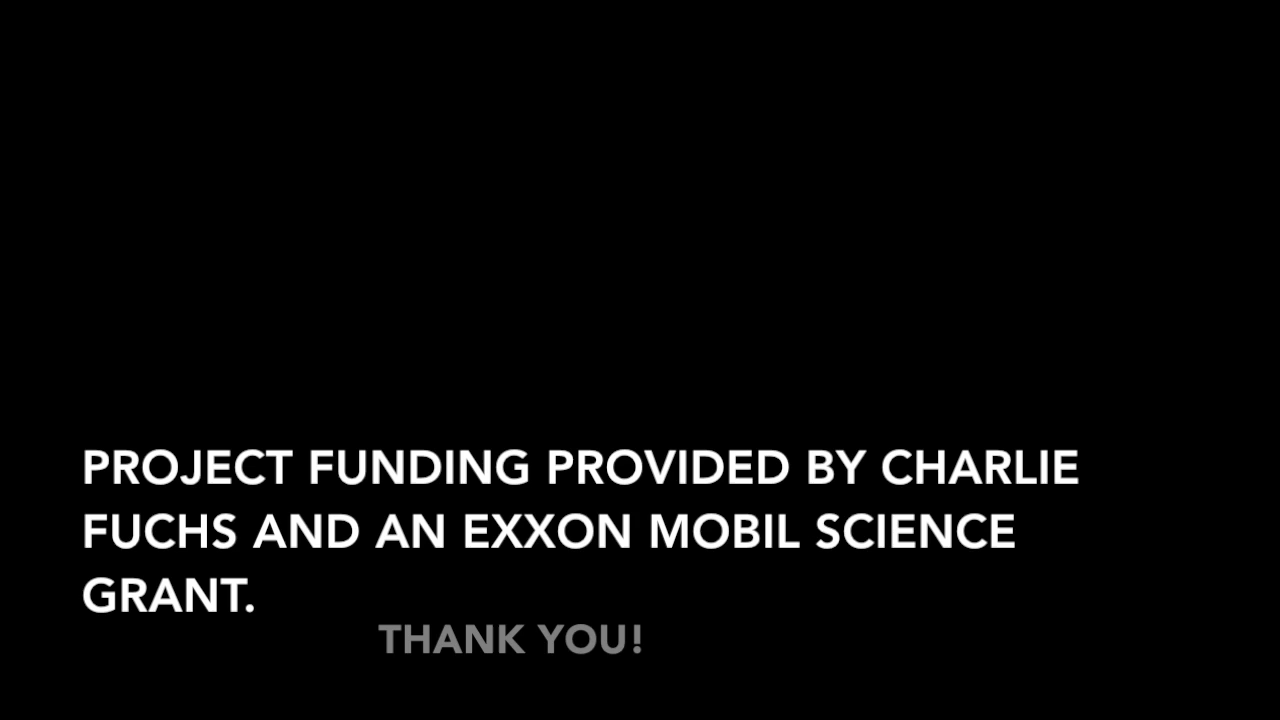 PROJECT FUNDING PROVIDED BY CHARLIE
FUCHS AND AN EXXON MOBIL SCIENCE
GRANT.
THANK YOU!